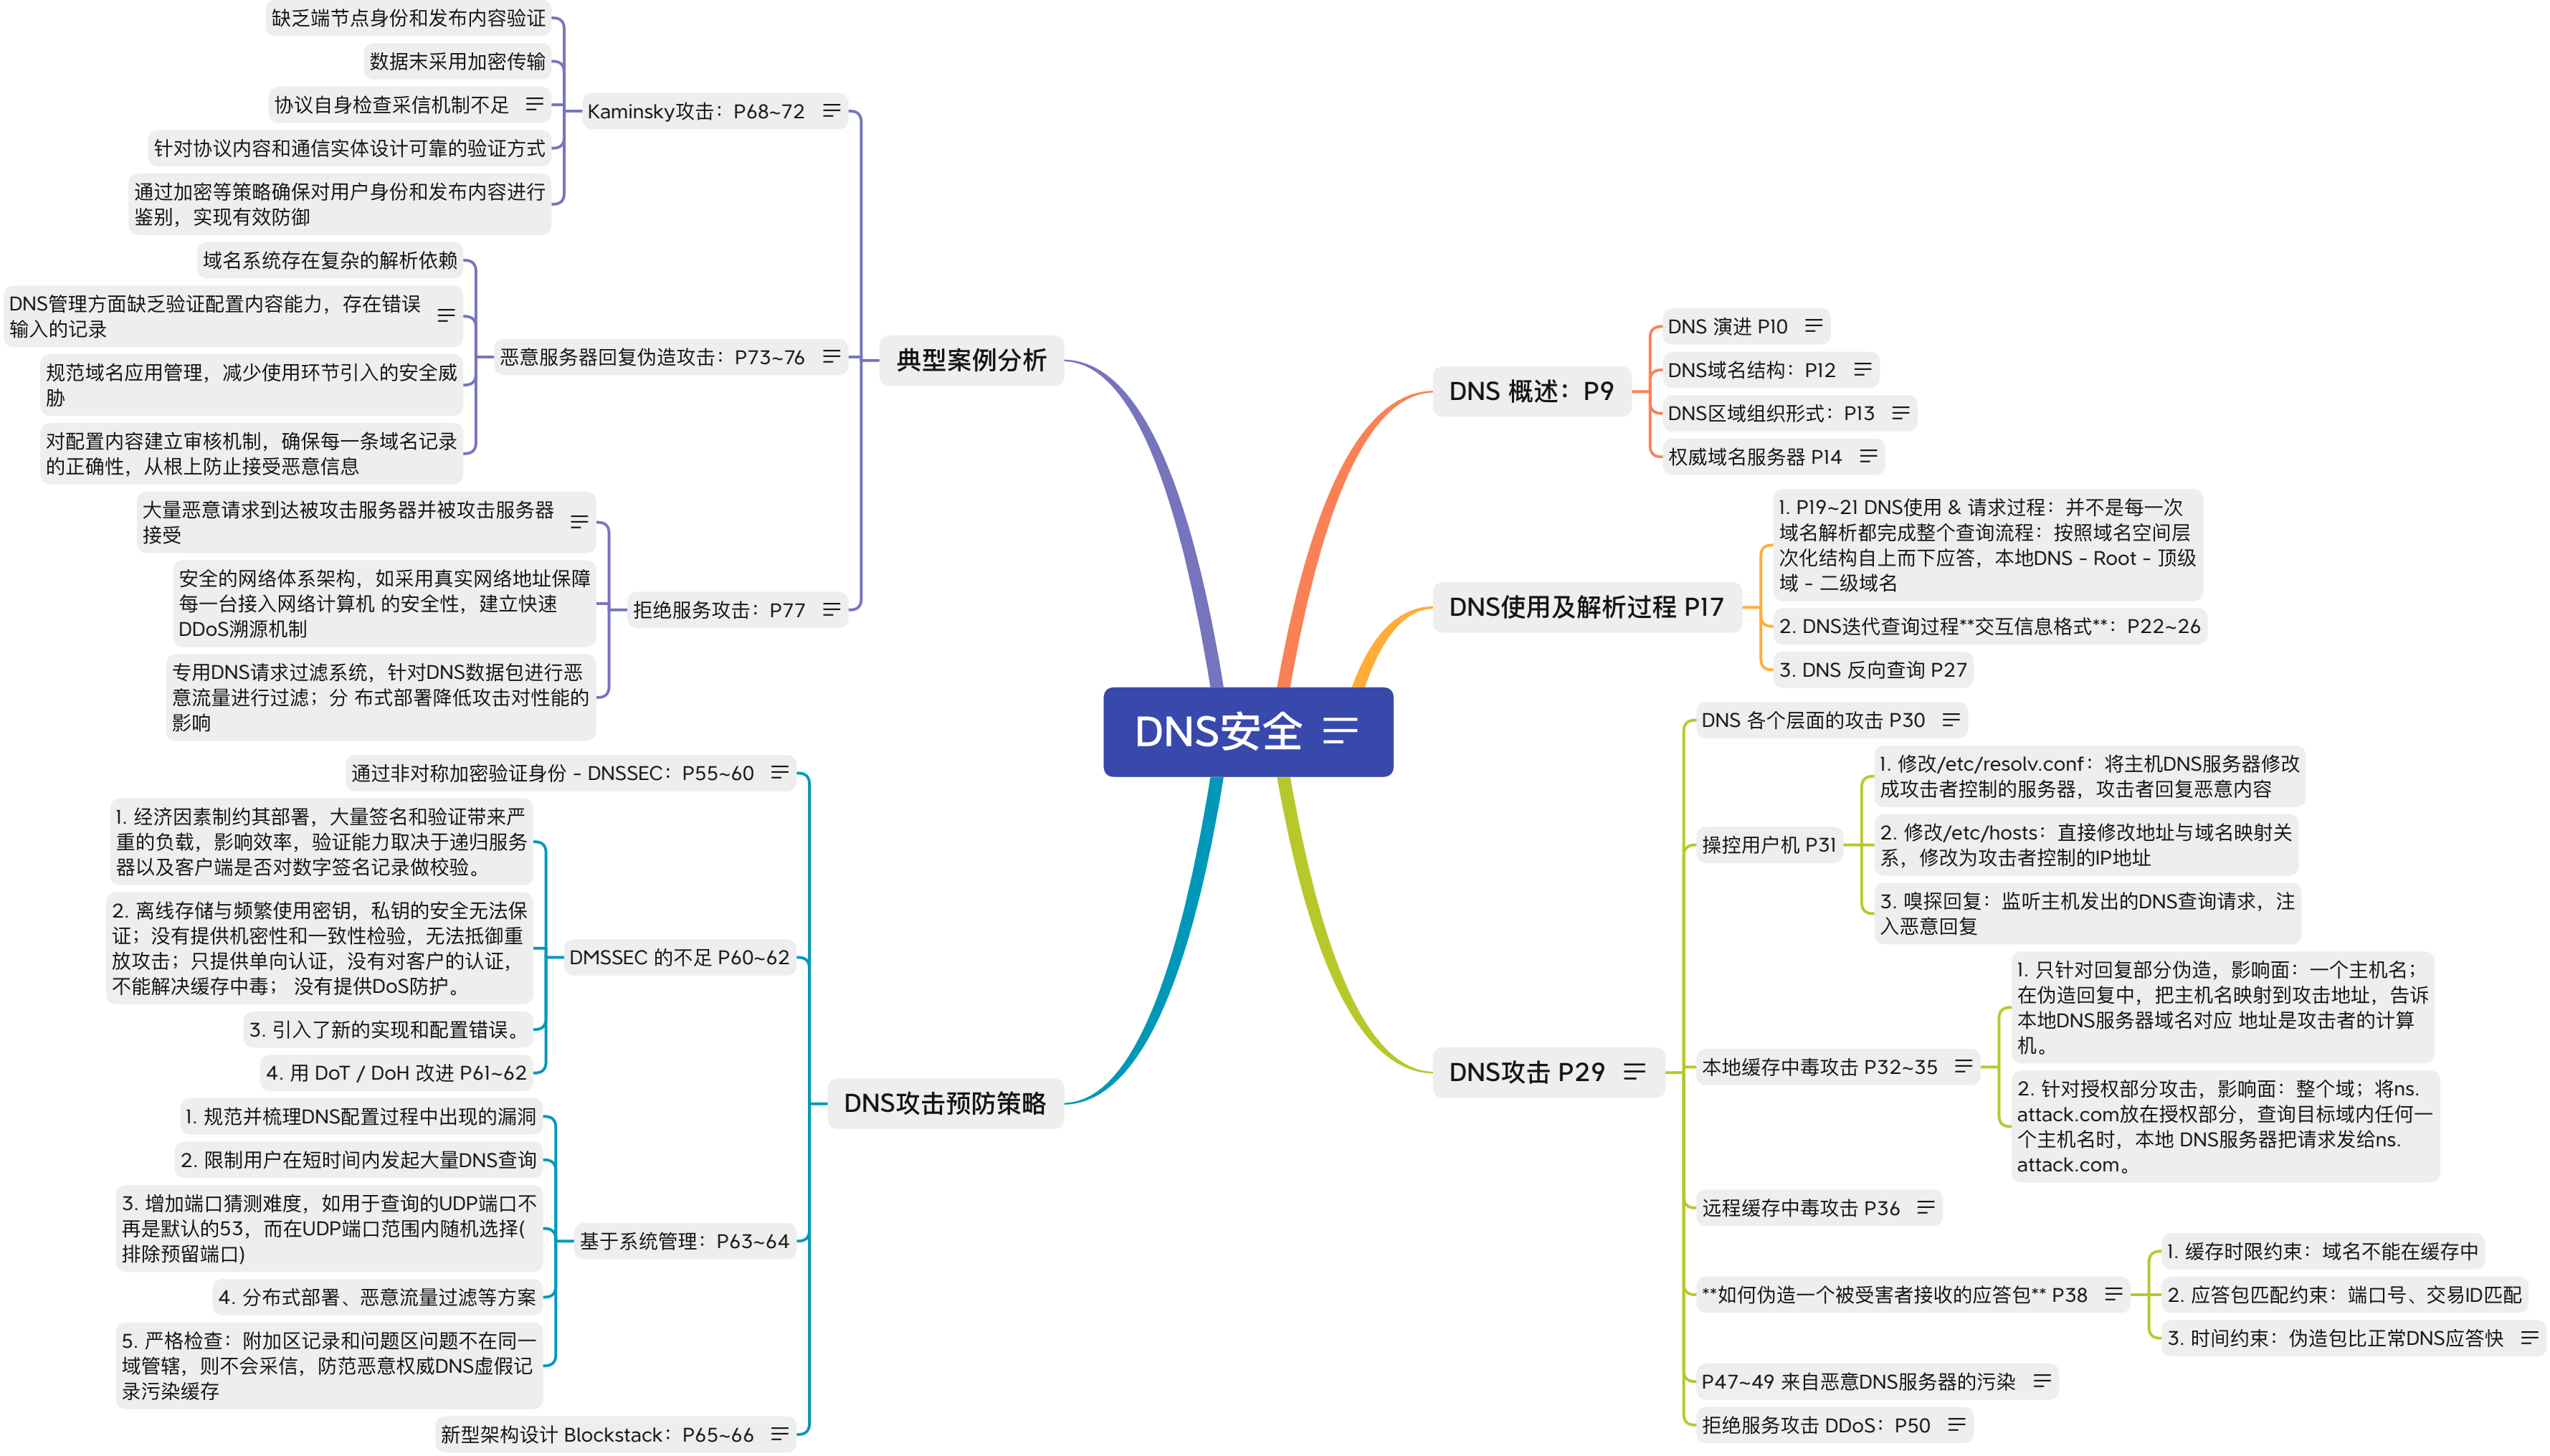 DNS安全
DNS 概述：P9
DNS 演进 P10
DNS域名结构：P12
DNS区域组织形式：P13
权威域名服务器 P14
DNS使用及解析过程 P17
1. P19~21 DNS使用 & 请求过程：并不是每一次
域名解析都完成整个查询流程：按照域名空间层
次化结构自上而下应答，本地DNS - Root - 顶级
域 - 二级域名
2. DNS迭代查询过程**交互信息格式**：P22~26
3. DNS 反向查询 P27
DNS攻击 P29
DNS 各个层面的攻击 P30
操控用户机 P31
1. 修改/etc/resolv.conf：将主机DNS服务器修改
成攻击者控制的服务器，攻击者回复恶意内容
2. 修改/etc/hosts：直接修改地址与域名映射关
系，修改为攻击者控制的IP地址
3. 嗅探回复：监听主机发出的DNS查询请求，注
入恶意回复
本地缓存中毒攻击 P32~35
1. 只针对回复部分伪造，影响面：一个主机名；
在伪造回复中，把主机名映射到攻击地址，告诉
本地DNS服务器域名对应 地址是攻击者的计算
机。
2. 针对授权部分攻击，影响面：整个域；将ns.
attack.com放在授权部分，查询目标域内任何一
个主机名时，本地 DNS服务器把请求发给ns.
attack.com。
远程缓存中毒攻击 P36
**如何伪造一个被受害者接收的应答包** P38
1. 缓存时限约束：域名不能在缓存中
2. 应答包匹配约束：端口号、交易ID匹配
3. 时间约束：伪造包比正常DNS应答快
P47~49 来自恶意DNS服务器的污染
拒绝服务攻击 DDoS：P50
DNS攻击预防策略
通过非对称加密验证身份 - DNSSEC：P55~60
DMSSEC 的不足 P60~62
1. 经济因素制约其部署，大量签名和验证带来严
重的负载，影响效率，验证能力取决于递归服务
器以及客户端是否对数字签名记录做校验。
2. 离线存储与频繁使用密钥，私钥的安全无法保
证；没有提供机密性和一致性检验，无法抵御重
放攻击；只提供单向认证，没有对客户的认证，
不能解决缓存中毒； 没有提供DoS防护。
3. 引入了新的实现和配置错误。
4. 用 DoT / DoH 改进 P61~62
基于系统管理：P63~64
1. 规范并梳理DNS配置过程中出现的漏洞
2. 限制用户在短时间内发起大量DNS查询
3. 增加端口猜测难度，如用于查询的UDP端口不
再是默认的53，而在UDP端口范围内随机选择(
排除预留端口)
4. 分布式部署、恶意流量过滤等方案
5. 严格检查：附加区记录和问题区问题不在同一
域管辖，则不会采信，防范恶意权威DNS虚假记
录污染缓存
新型架构设计 Blockstack：P65~66
典型案例分析
Kaminsky攻击：P68~72
缺乏端节点身份和发布内容验证
数据末采用加密传输
协议自身检查采信机制不足
针对协议内容和通信实体设计可靠的验证方式
通过加密等策略确保对用户身份和发布内容进行
鉴别，实现有效防御
恶意服务器回复伪造攻击：P73~76
域名系统存在复杂的解析依赖
DNS管理方面缺乏验证配置内容能力，存在错误
输入的记录
规范域名应用管理，减少使用环节引入的安全威
胁
对配置内容建立审核机制，确保每一条域名记录
的正确性，从根上防止接受恶意信息
拒绝服务攻击：P77
大量恶意请求到达被攻击服务器并被攻击服务器
接受
安全的网络体系架构，如采用真实网络地址保障
每一台接入网络计算机 的安全性，建立快速
DDoS溯源机制
专用DNS请求过滤系统，针对DNS数据包进行恶
意流量进行过滤；分 布式部署降低攻击对性能的
影响